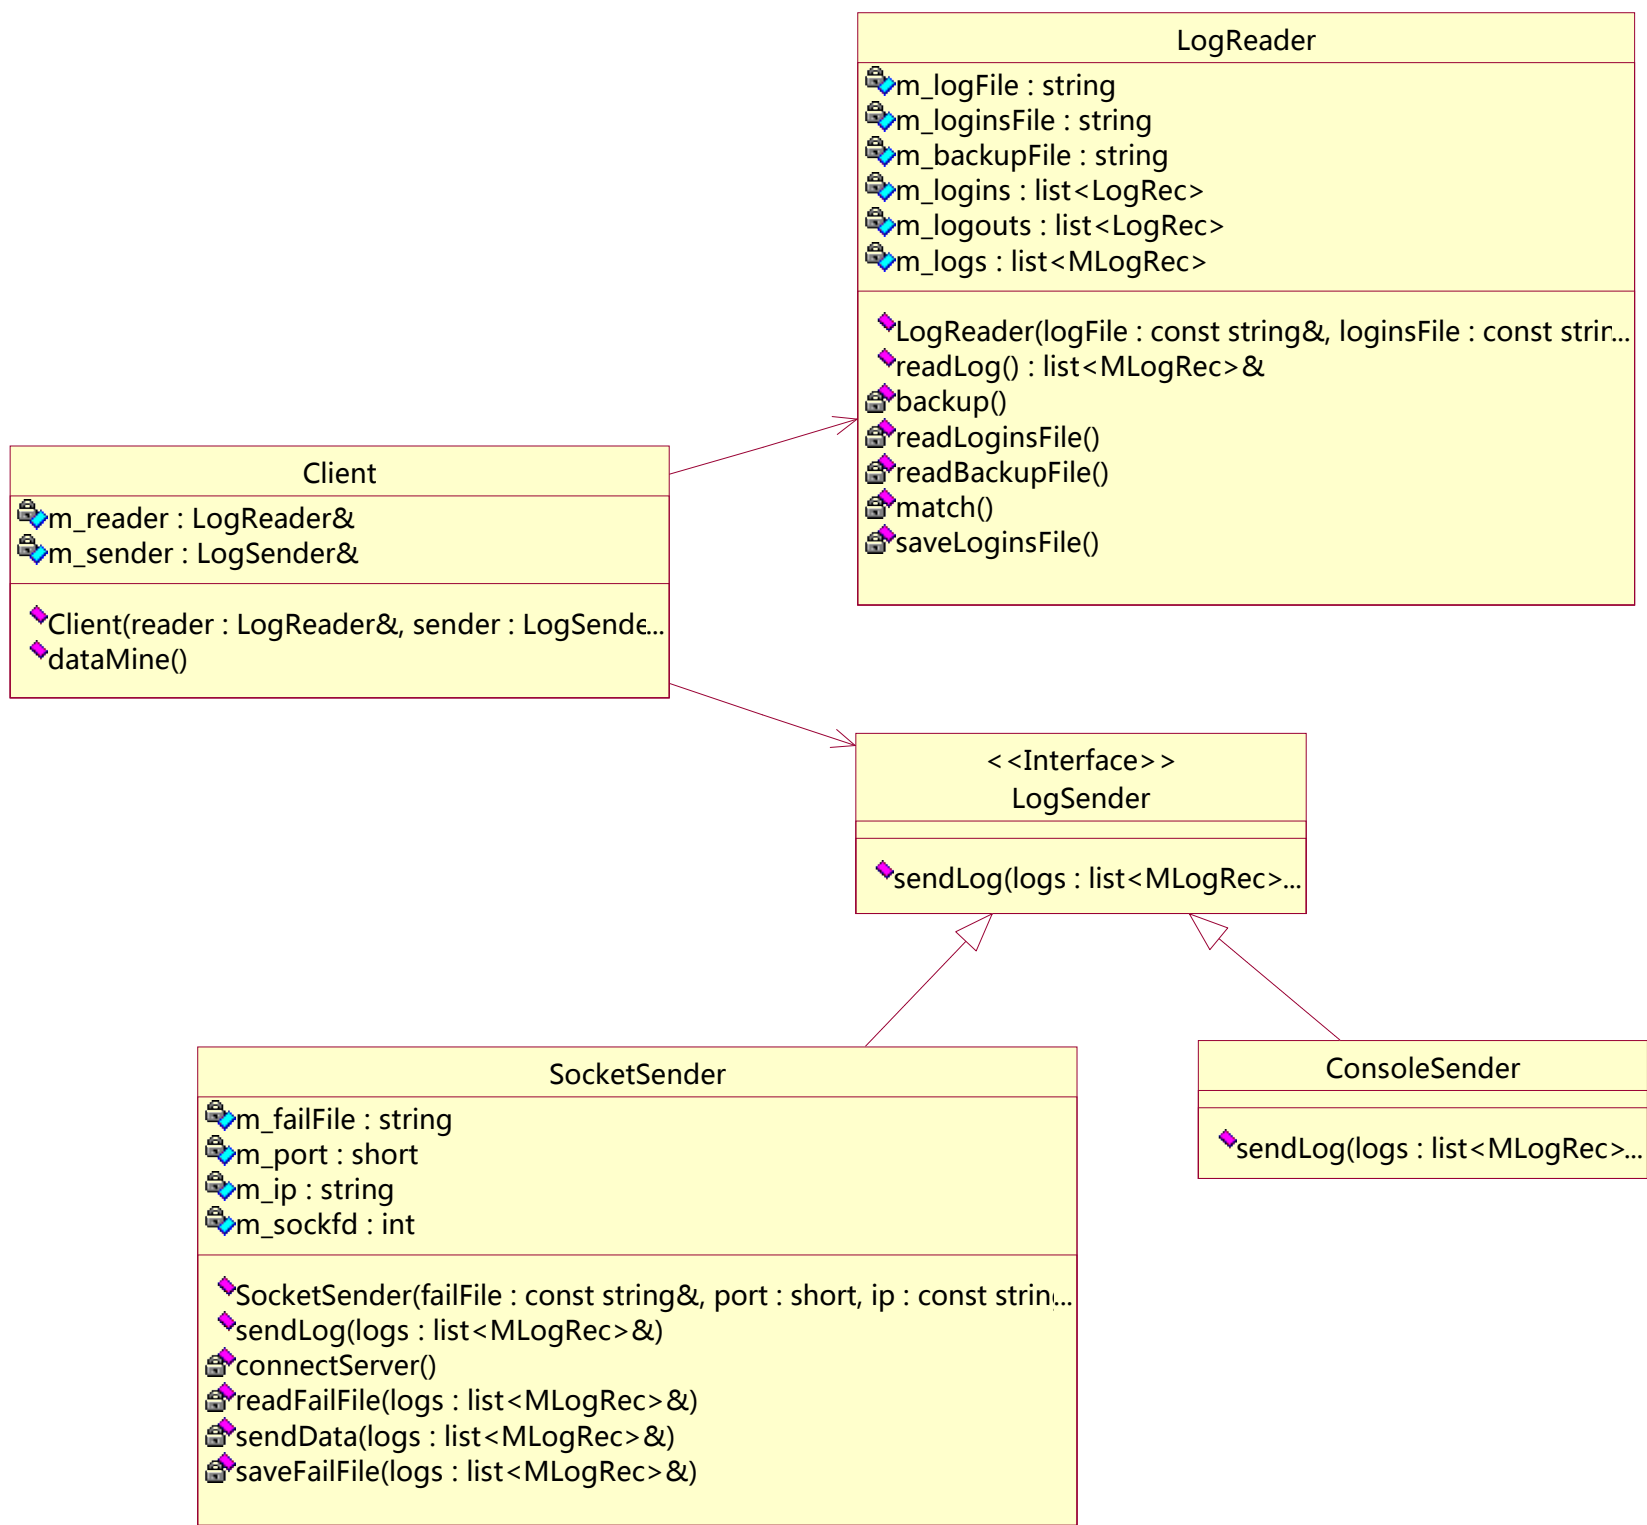 LogReader
m_logFile : string
m_loginsFile : string
m_backupFile : string
m_logins : list<LogRec>
m_logouts : list<LogRec>
m_logs : list<MLogRec>
LogReader(logFile : const string&, loginsFile : const strin...
readLog() : list<MLogRec>&
backup()
readLoginsFile()
readBackupFile()
match()
saveLoginsFile()
Client
m_reader : LogReader&
m_sender : LogSender&
Client(reader : LogReader&, sender : LogSende...
dataMine()
<<Interface>>
LogSender
sendLog(logs : list<MLogRec>...
SocketSender
m_failFile : string
m_port : short
m_ip : string
m_sockfd : int
SocketSender(failFile : const string&, port : short, ip : const string...
sendLog(logs : list<MLogRec>&)
connectServer()
readFailFile(logs : list<MLogRec>&)
sendData(logs : list<MLogRec>&)
saveFailFile(logs : list<MLogRec>&)
ConsoleSender
sendLog(logs : list<MLogRec>...